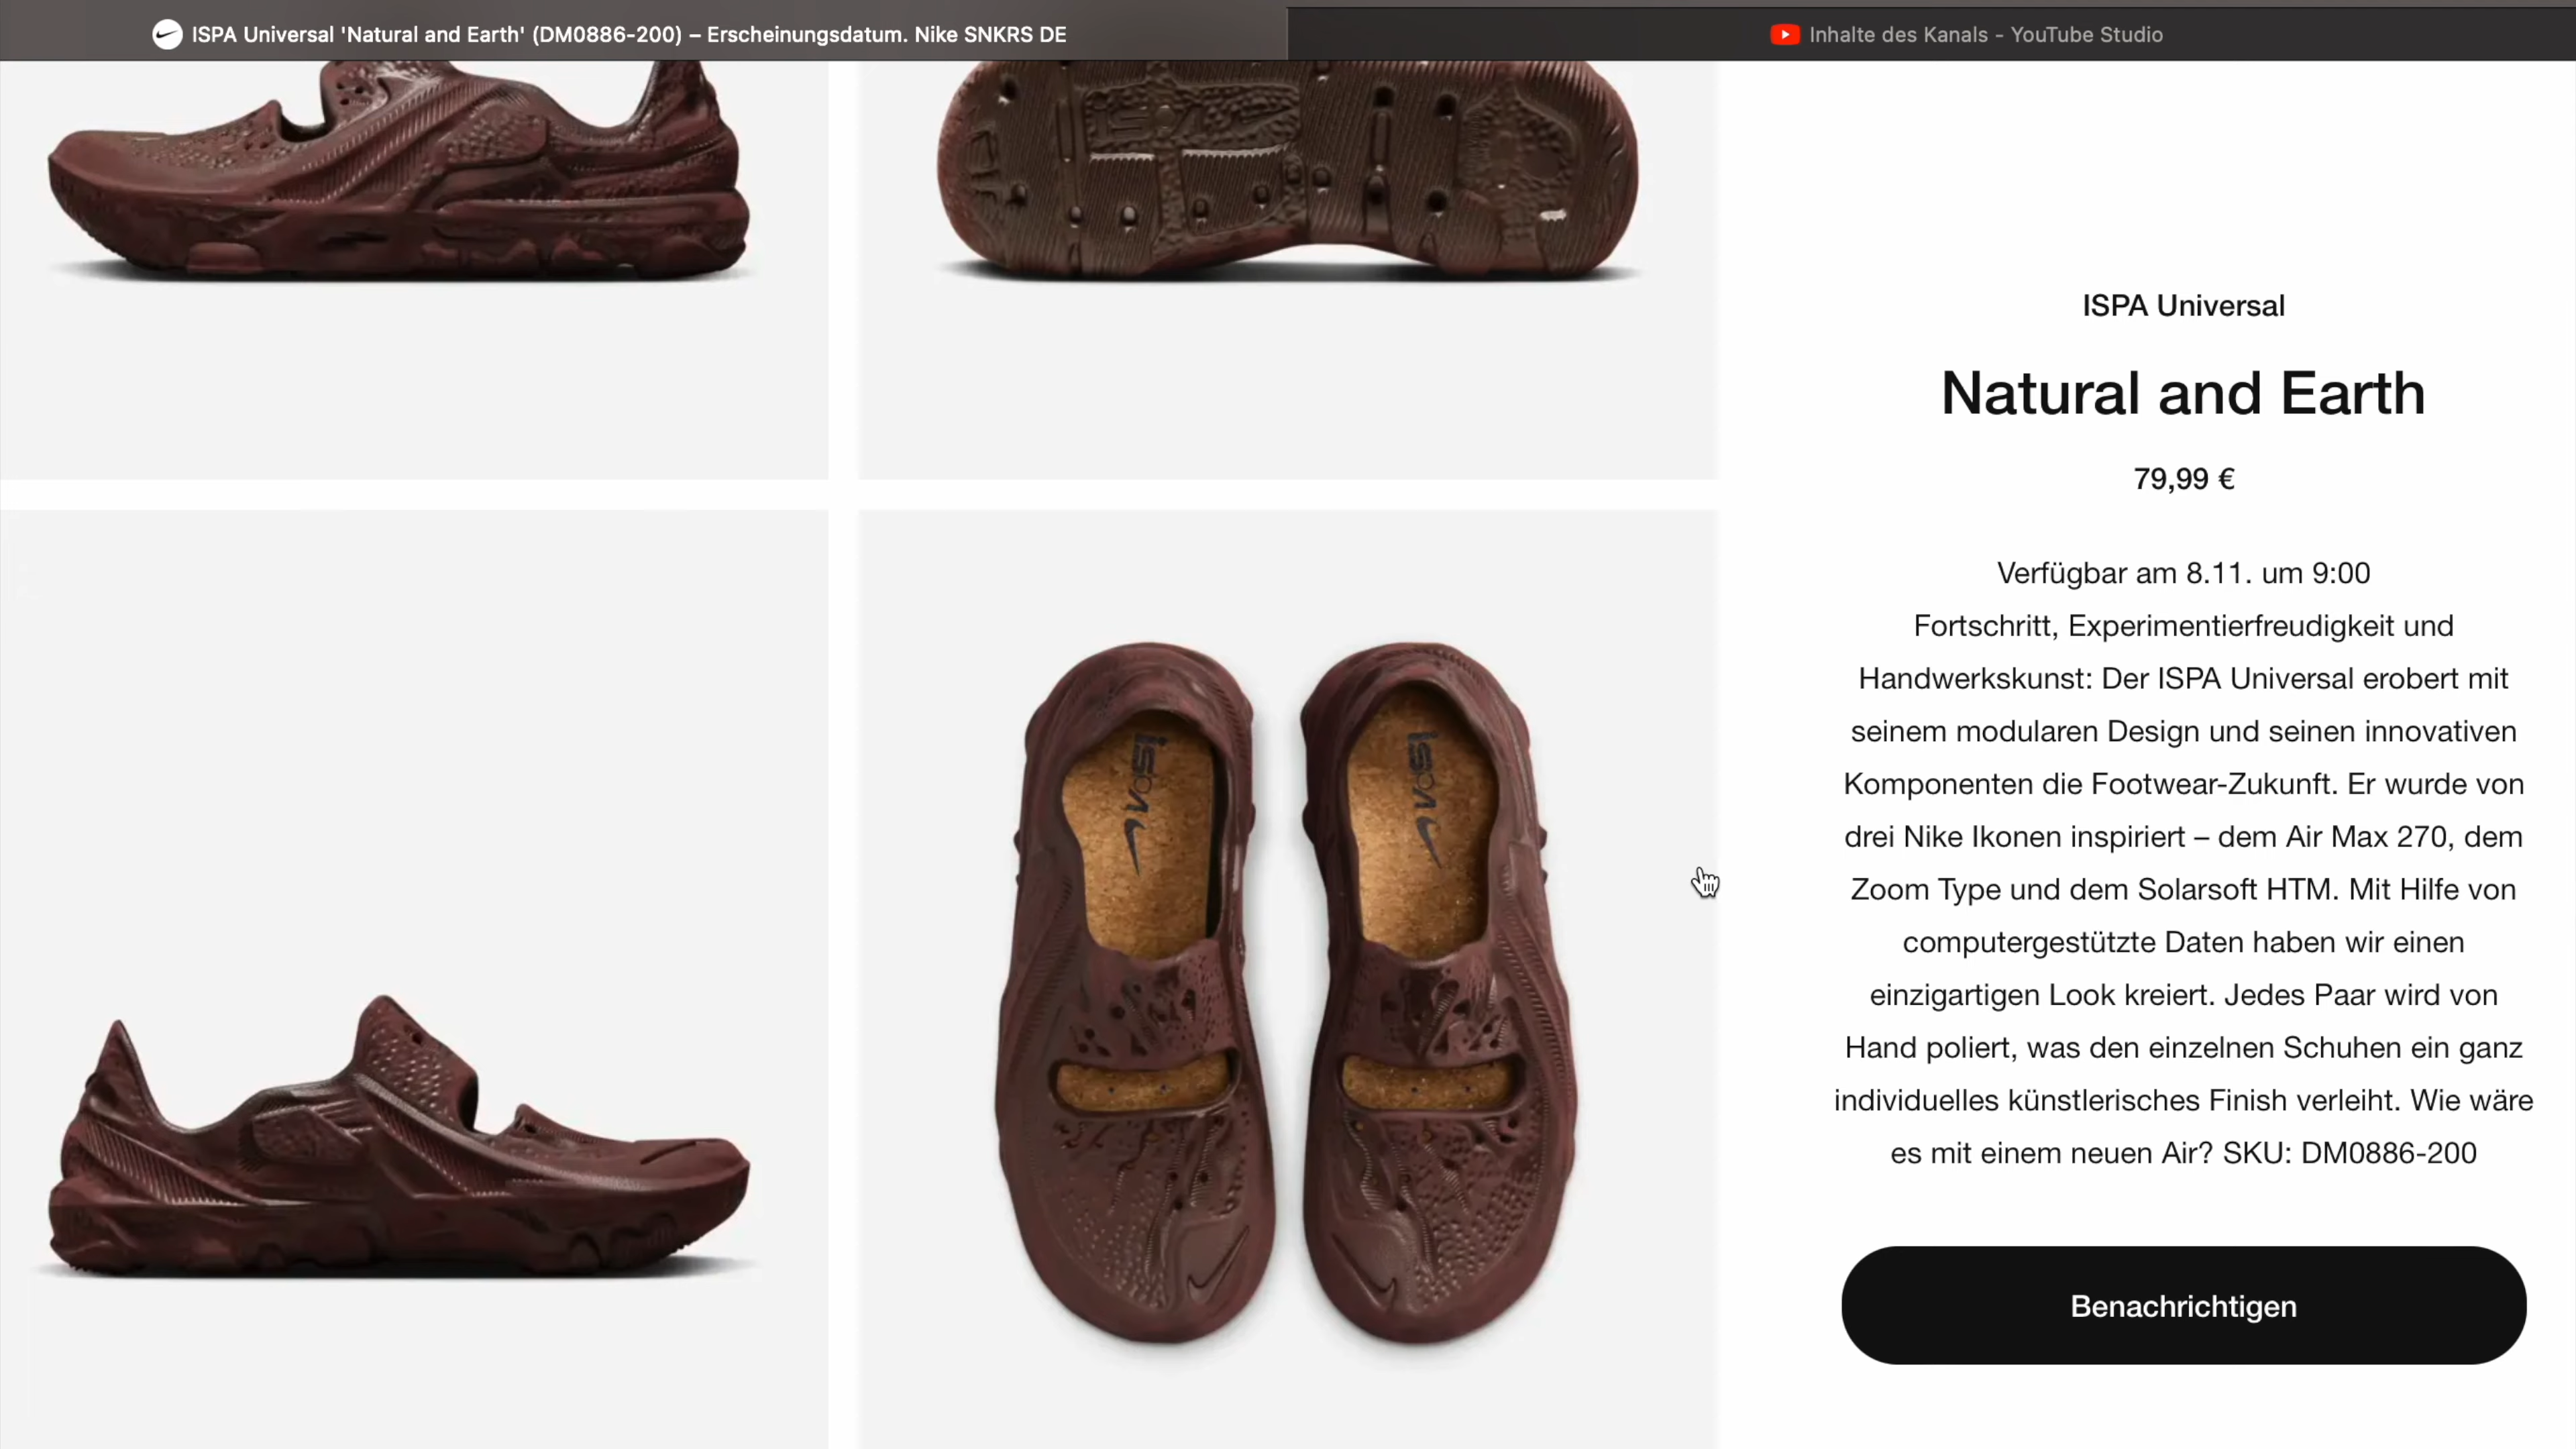 ISPA Universal 'Natural and Earth' (DM0886-200) – Erscheinungsdatum. Nike SNKRS DE
Inhalte des Kanals - YouTube Studio
ISPA Universal
Natural and Earth
79,99 €
Verfügbar am 8.11. um 9:00
Fortschritt, Experimentierfreudigkeit und
Handwerkskunst: Der ISPA Universal erobert mit
seinem modularen Design und seinen innovativen
Komponenten die Footwear-Zukunft. Er wurde von
drei Nike Ikonen inspiriert – dem Air Max 270, dem
Zoom Type und dem Solarsoft HTM. Mit Hilfe von
computergestützte Daten haben wir einen
einzigartigen Look kreiert. Jedes Paar wird von
Hand poliert, was den einzelnen Schuhen ein ganz
individuelles künstlerisches Finish verleiht. Wie wäre
es mit einem neuen Air? SKU: DM0886-200
Benachrichtigen
ISPA
ISPA